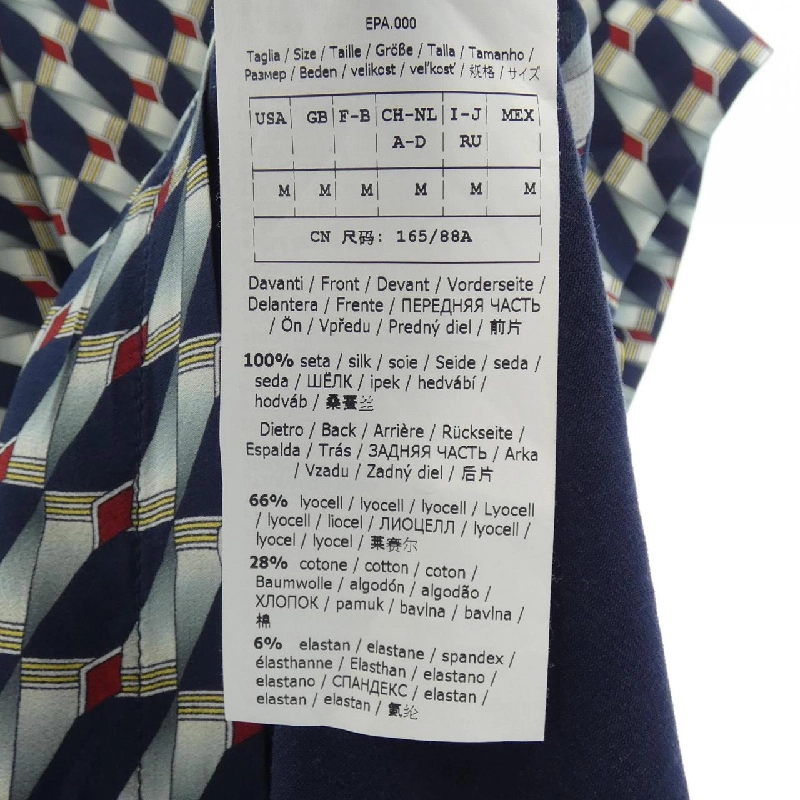 EPA.000
Taglia / Size / Taille / Größe / Talla / Tamanho /
Размер / Beden / velikost / veľkosť / 规格 / サイズ
USA GB F-B CH-NL I-J MEX
A-D RU
M M M M M M
CN 尺码: 165/88A
Davanti / Front / Devant / Vorderseite /
Delantera / Frente / ПЕРЕДНЯЯ ЧАСТЬ
/ Ön / Vpředu / Predný diel / 前片
100% seta / silk / soie / Seide / seda /
seda / ШЁЛК / ipek / hedvábí /
hodváb / 桑蚕丝
Dietro / Back / Arrière / Rückseite /
Espalda / Trás / ЗАДНЯЯ ЧАСТЬ / Arka
/ Vzadu / Zadný diel / 后片
66% lyocell / lyocell / lyocell / Lyocell
/ lyocell / liocel / ЛИОЦЕЛЛ / lyocell /
lyocel / lyocel / 莱赛尔
28% cotone / cotton / coton /
Baumwolle / algodón / algodão /
ХЛОПОК / pamuk / bavlna / bavlna /
棉
6% elastan / elastane / spandex /
élasthanne / Elasthan / elastano /
elastano / СПАНДЕКС / elastan /
elastan / elastan / 氨纶